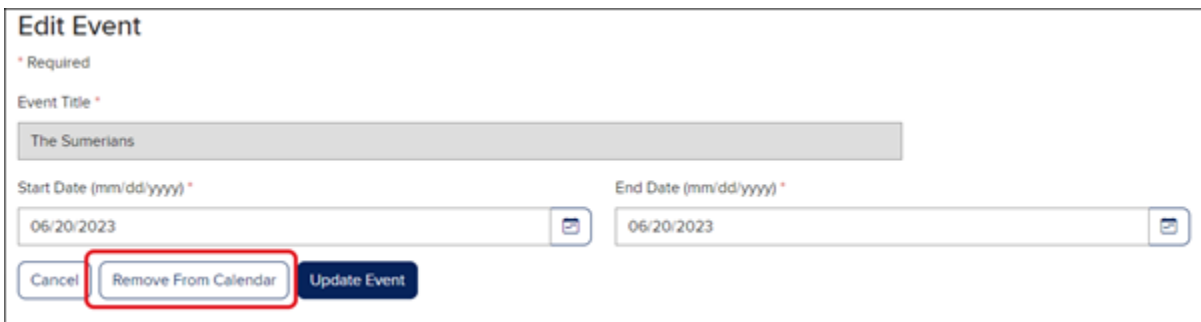 Edit Event
* Required
Event Title *
The Sumerians
Start Date (mm/dd/yyyy) * End Date (mm/dd/yyyy) *
06/20/2023 06/20/2023
Cancel Remove From Calendar Update Event